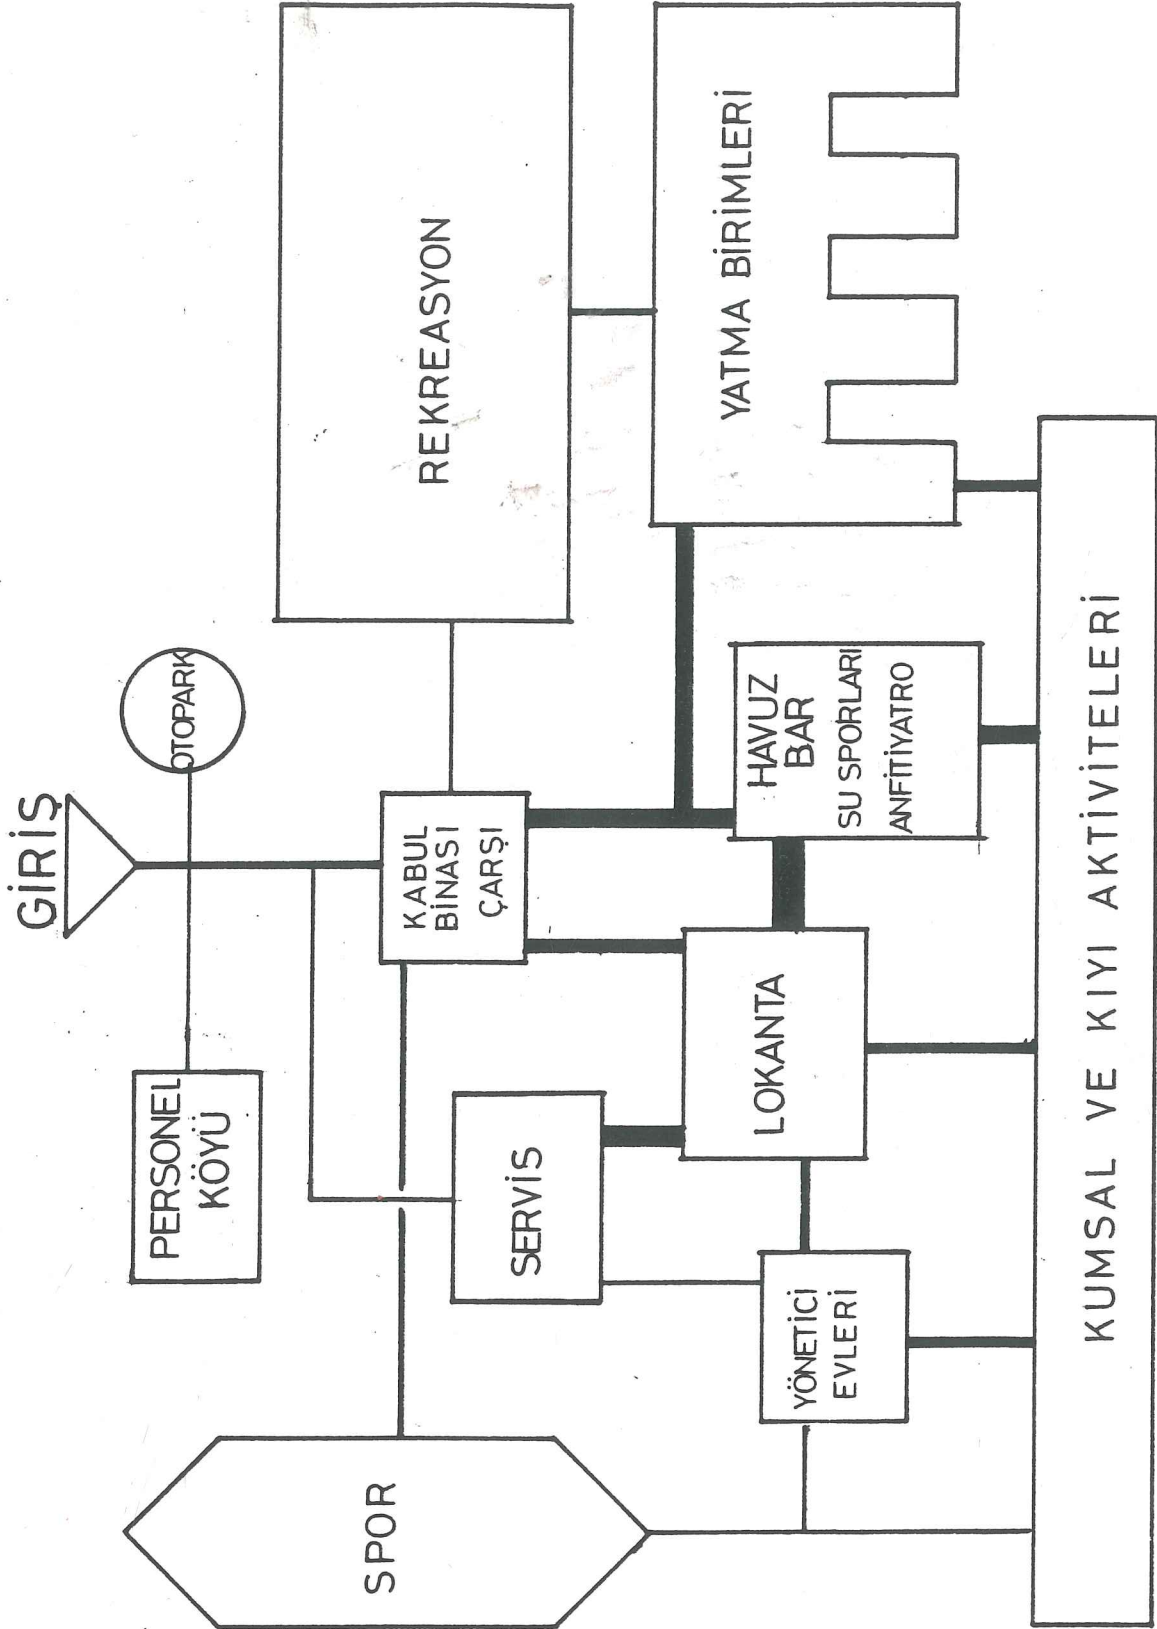 GİRİŞ
OTOPARK
PERSONEL
KÖYÜ
REKREASYON
KABUL
BİNASI
ÇARŞI
SPOR
SERVİS
LOKANTA
HAVUZ
BAR
SU SPORLARI
ANFİTİYATRO
YATMA BİRİMLERİ
YÖNETİCİ
EVLERİ
KUMSAL VE KIYI AKTİVİTELERİ